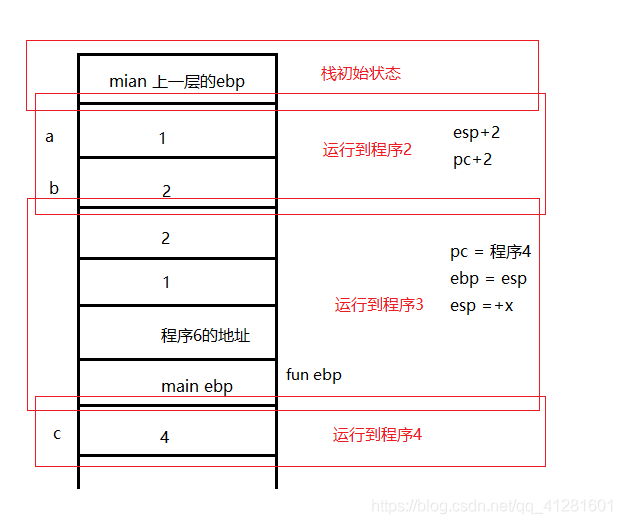 mian 上一层的ebp
栈初始状态
a
1
运行到程序2
esp+2
pc+2
b
2
2
1
pc = 程序4
ebp = esp
esp =+x
运行到程序3
程序6的地址
main ebp
fun ebp
c
4
运行到程序4
https://blog.csdn.net/qq_41281601